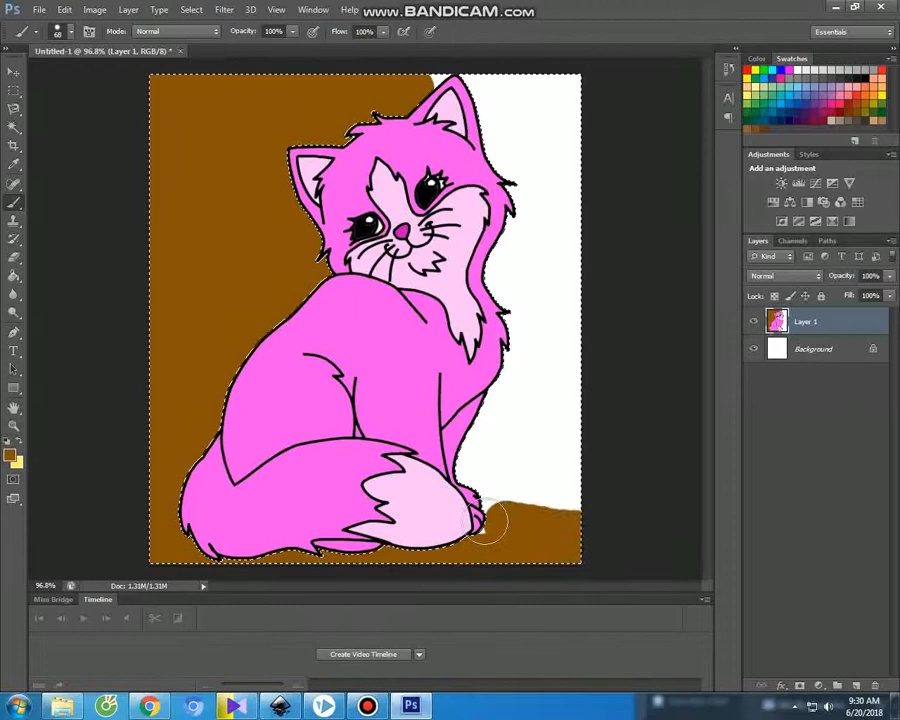 File Edit Image Layer Type Select Filter 3D View Window Help
www.BANDICAM.com
68 Mode: Normal Opacity: 100% Flow: 100% Essentials
Untitled-1 @ 96.8% (Layer 1, RGB/8) * ×
Color Swatches
Adjustments Styles
Add an adjustment
Layers Channels Paths
Kind
Normal Opacity: 100%
Lock: Fill: 100%
Layer 1
Background
96.8% Doc: 1.31M/1.31M
Mini Bridge Timeline
Create Video Timeline
Ps
9:30 AM
6/20/2018